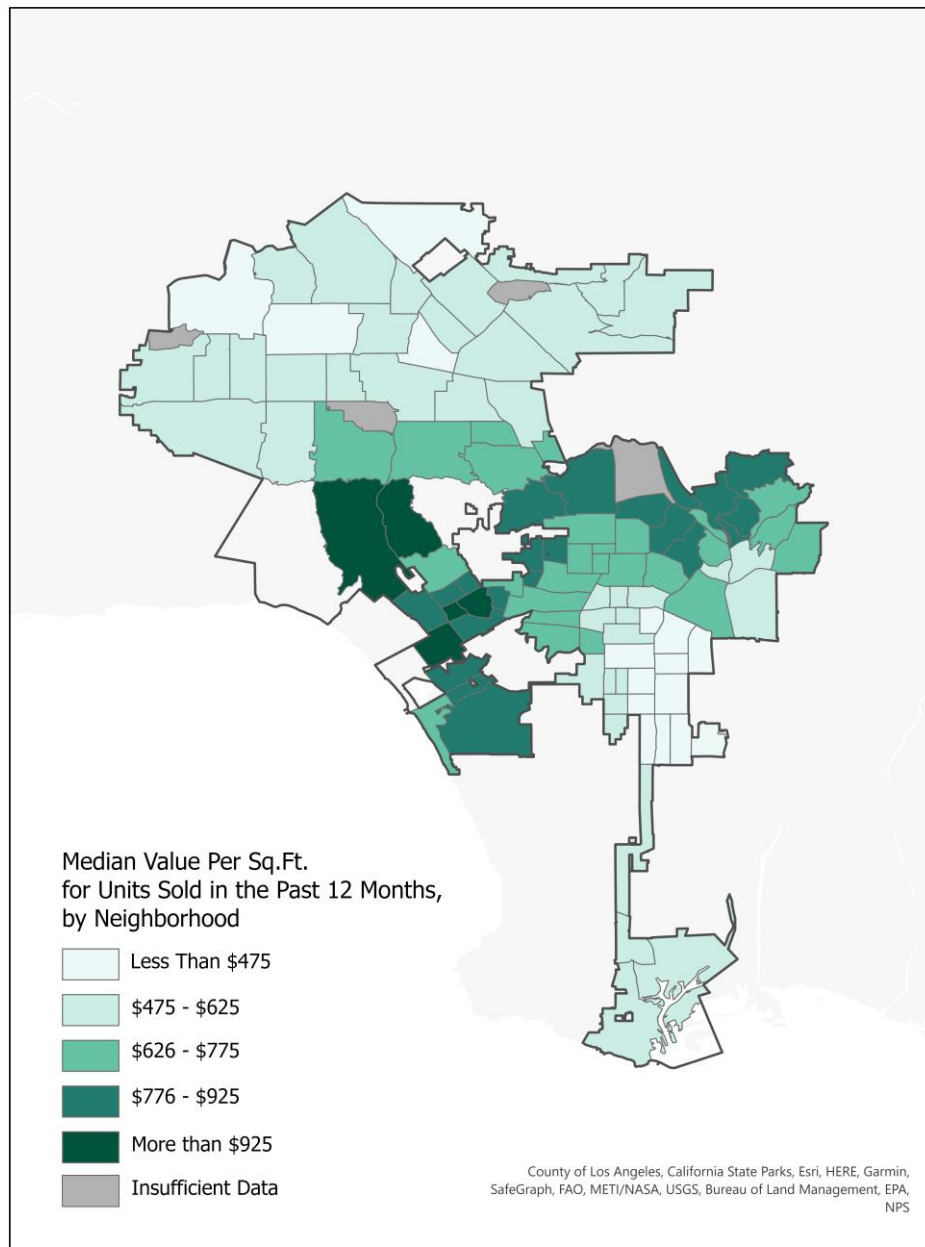 Median Value Per Sq.Ft.
for Units Sold in the Past 12 Months,
by Neighborhood
Less Than $475
$475 - $625
$626 - $775
$776 - $925
More than $925
Insufficient Data
County of Los Angeles, California State Parks, Esri, HERE, Garmin,
SafeGraph, FAO, METI/NASA, USGS, Bureau of Land Management, EPA,
NPS